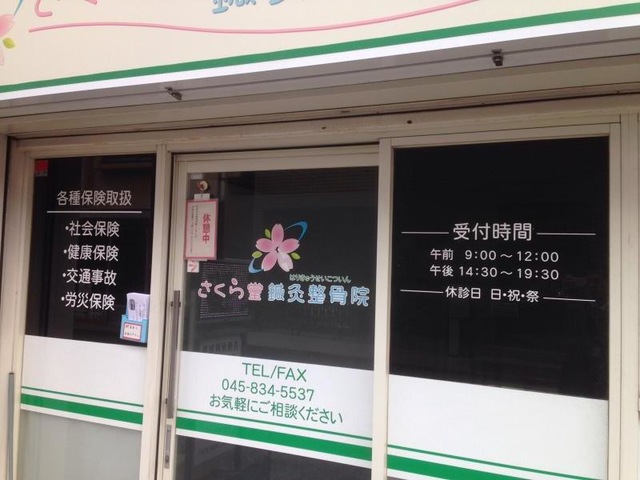 各種保険取扱
・社会保険
・健康保険
・交通事故
・労災保険
休憩中
はりきゅうせいこついん
さくら堂 鍼灸整骨院
TEL/FAX
045-834-5537
お気軽にご相談ください
受付時間
午前 9:00〜12:00
午後 14:30〜19:30
休診日 日・祝・祭